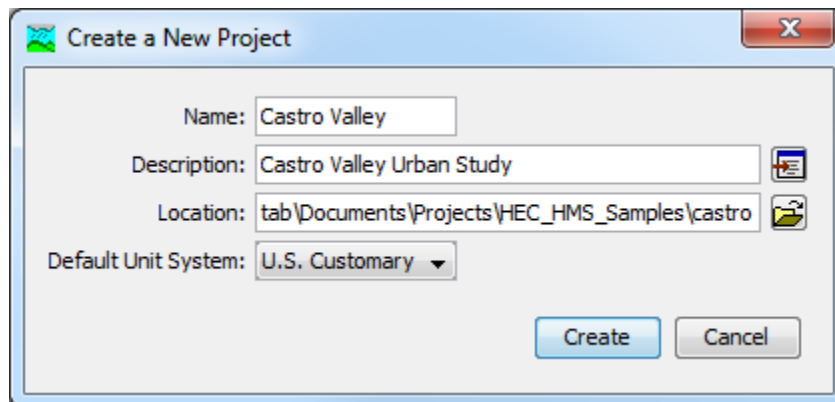 Create a New Project
Name: Castro Valley
Description: Castro Valley Urban Study
Location: tab\Documents\Projects\HEC_HMS_Samples\castro
Default Unit System: U.S. Customary
Create Cancel